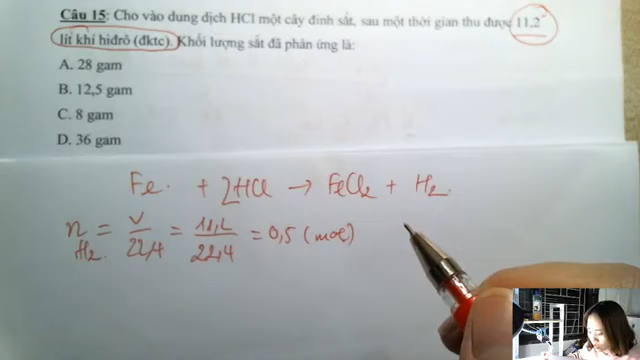 Câu 15: Cho vào dung dịch HCl một cây đinh sắt, sau một thời gian thu được 11,2
lít khí hiđrô (đktc). Khối lượng sắt đã phản ứng là:
A. 28 gam
B. 12,5 gam
C. 8 gam
D. 36 gam
Fe + 2HCl → FeCl₂ + H₂
n H₂ = V/22,4 = 11,2/22,4 = 0,5 (mol)